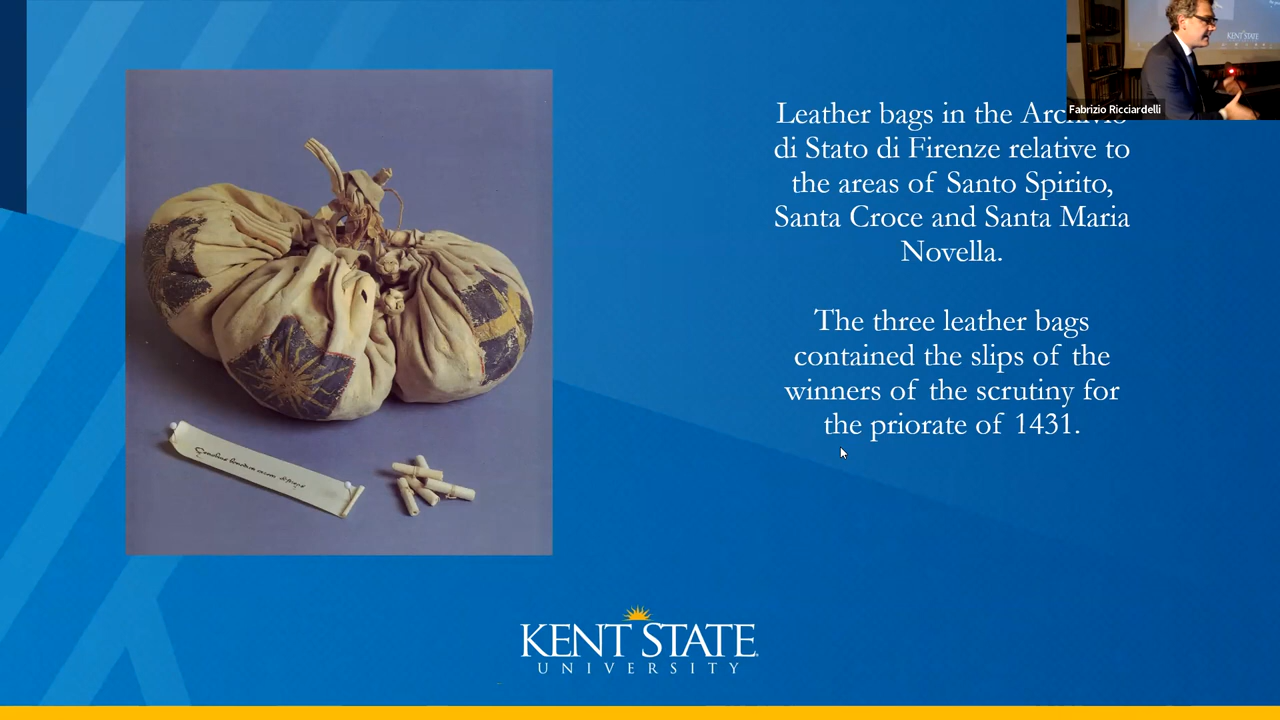 KENT STATE
Fabrizio Ricciardelli
Leather bags in the Archivio
di Stato di Firenze relative to
the areas of Santo Spirito,
Santa Croce and Santa Maria
Novella.
The three leather bags
contained the slips of the
winners of the scrutiny for
the priorate of 1431.
KENT STATE
UNIVERSITY